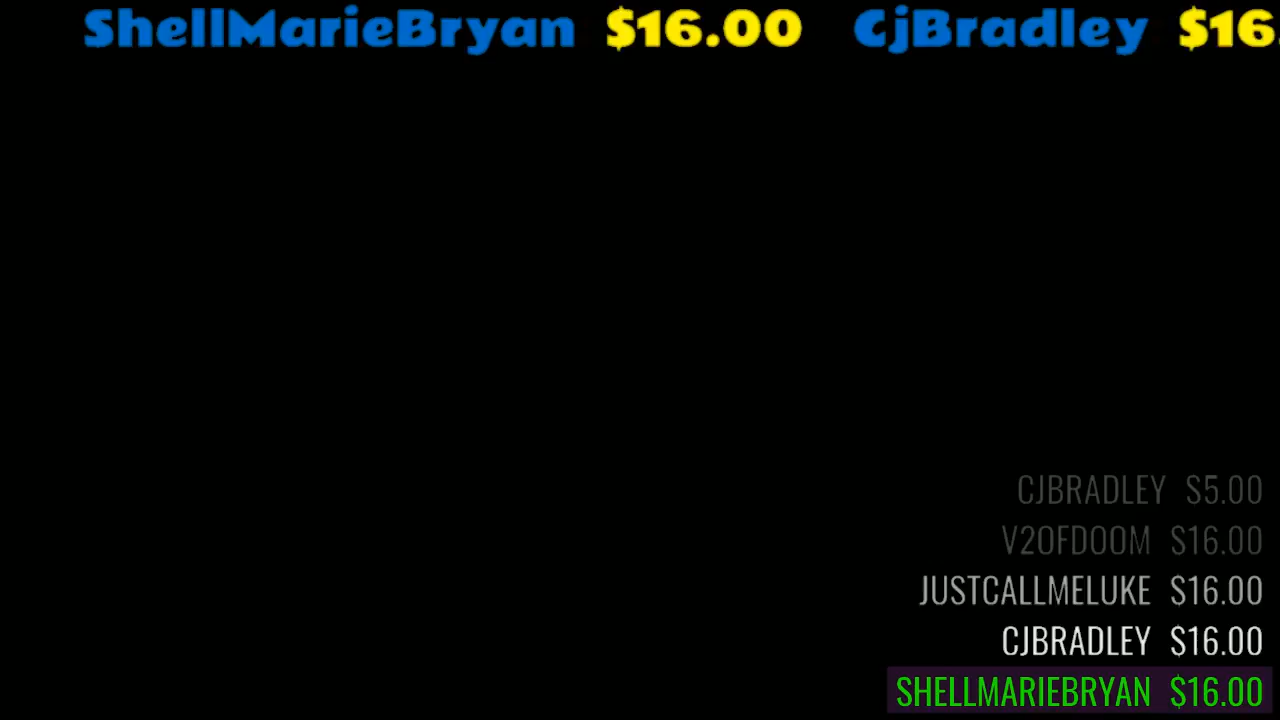 ShellMarieBryan $16.00 CjBradley $16.
CJBRADLEY $5.00
V2OFDOOM $16.00
JUSTCALLMELUKE $16.00
CJBRADLEY $16.00
SHELLMARIEBRYAN $16.00